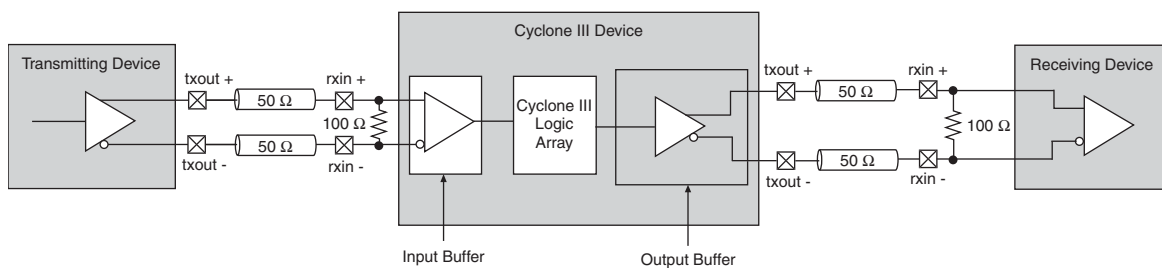 Cyclone III Device
Transmitting Device
txout +
rxin +
txout +
rxin +
Receiving Device
50 Ω
50 Ω
100 Ω
Cyclone III
Logic
Array
100 Ω
50 Ω
50 Ω
txout -
rxin -
txout -
rxin -
Input Buffer
Output Buffer